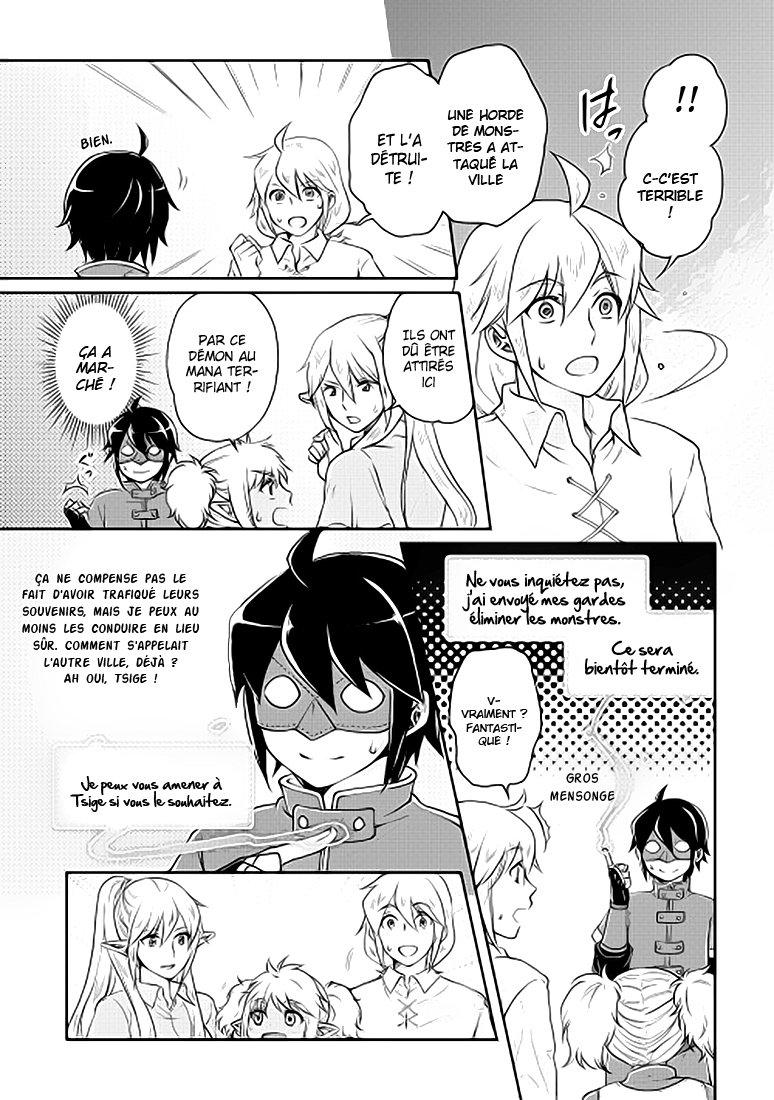 !!
C-C'EST
TERRIBLE
!
はっ
UNE HORDE
DE MONS-
TRES A AT-
TAQUÉ LA
VILLE
ET L'A
DÉTRUI-
TE !
BIEN.
ILS ONT
DÛ ÊTRE
ATTIRÉS
ICI
PAR CE
DÉMON AU
MANA TER-
RIFIANT !
ÇA A
MAR-
CHÉ !
Ne vous inquiétez pas,
j'ai envoyé mes gardes
éliminer les monstres.
Ce sera
bientôt terminé.
V-
VRAIMENT ?
FANTASTI-
QUE !
GROS
MENSONGE
ÇA NE COMPENSE PAS LE
FAIT D'AVOIR TRAFIQUÉ LEURS
SOUVENIRS, MAIS JE PEUX AU
MOINS LES CONDUIRE EN LIEU
SÛR. COMMENT S'APPELAIT
L'AUTRE VILLE, DÉJÀ ?
AH OUI, TSIGE !
Je peux vous amener à
Tsige si vous le souhaitez.